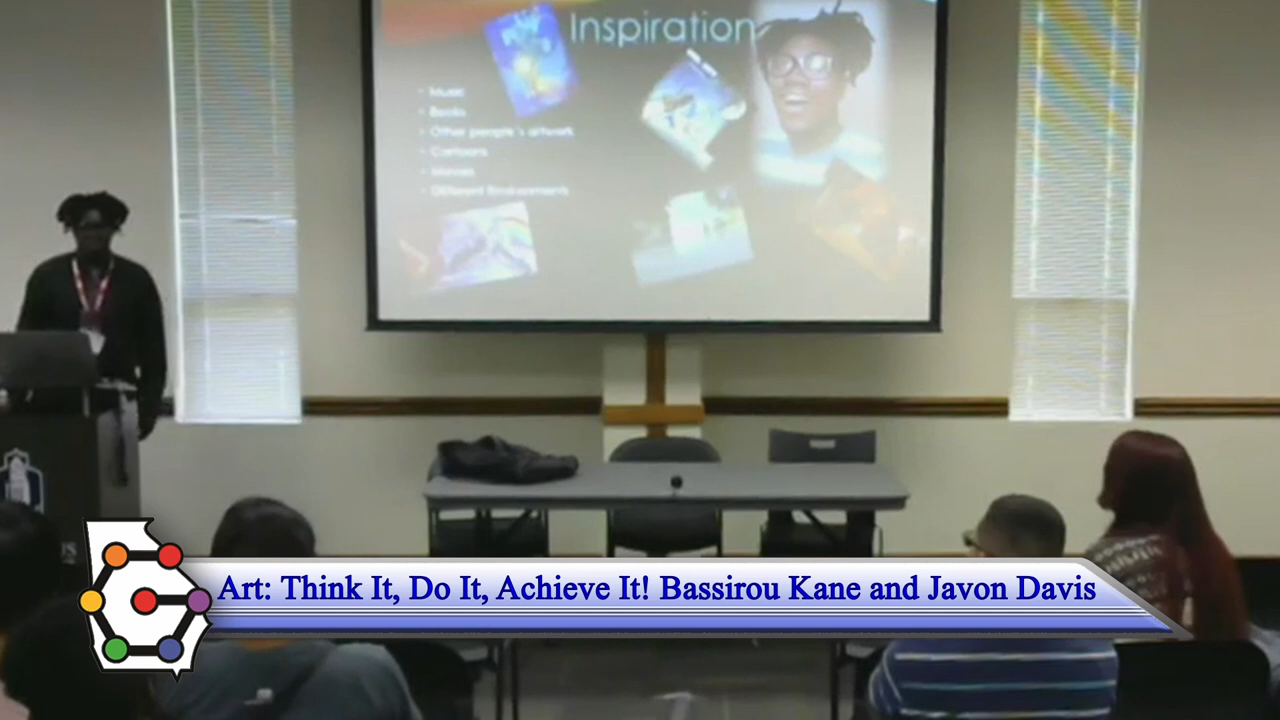 Inspiration
- Music
- Books
- Other people's artwork
- Cartoons
- Movies
- Different Environments
Art: Think It, Do It, Achieve It! Bassirou Kane and Javon Davis